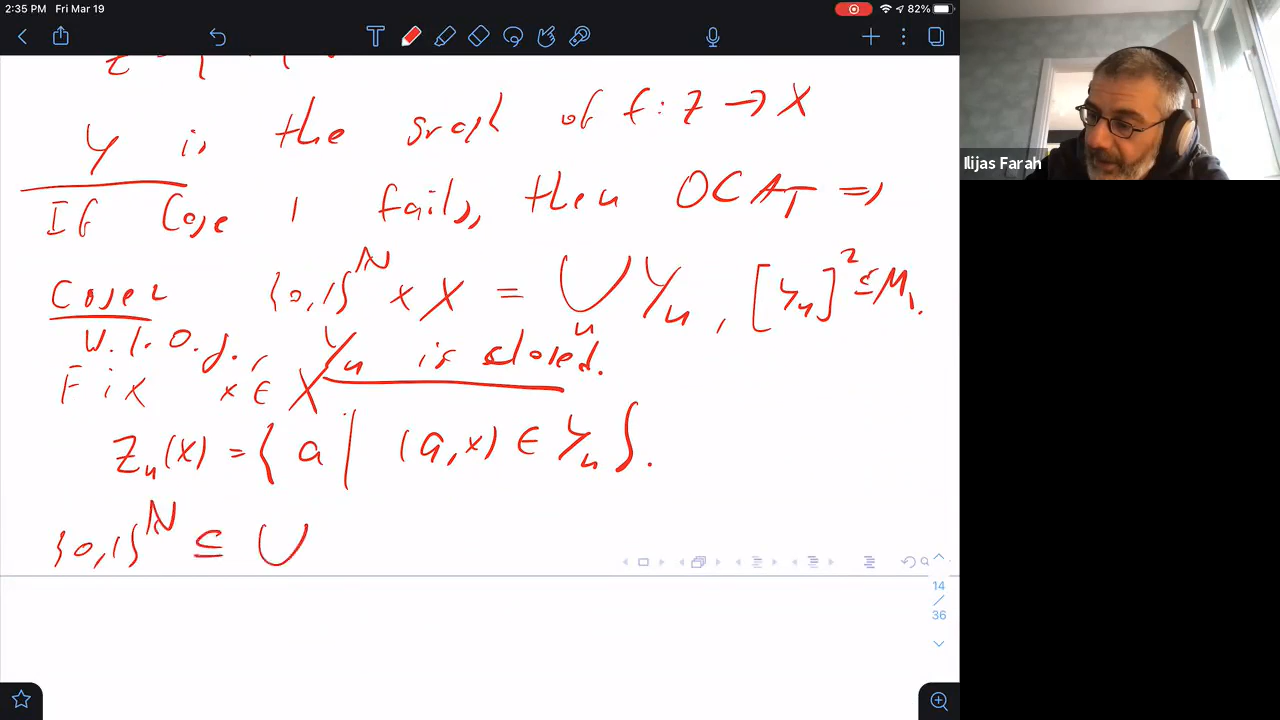 2:35 PM Fri Mar 19
82%
Y is the graph of f: Z → X
If Case 1 fails, then OCA_T ⇒
Case 2 {0,1}^N × X = ⋃_n Y_n, [Y_n]^2 ⊆ M_1.
W.l.o.g., Y_n is closed.
Fix x ∈ X
Z_n(x) = { a | (a,x) ∈ Y_n }.
{0,1}^N ⊆ ⋃
14
/
36
Ilijas Farah